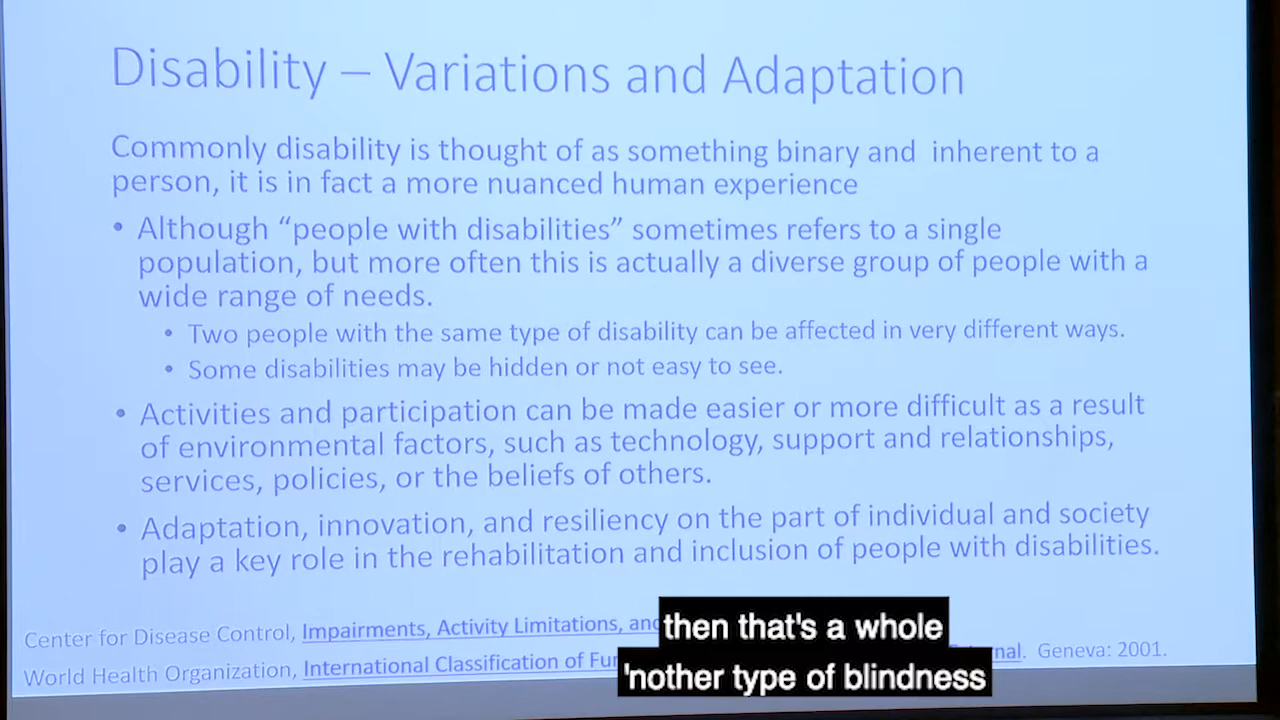 Disability – Variations and Adaptation
Commonly disability is thought of as something binary and inherent to a
person, it is in fact a more nuanced human experience
• Although “people with disabilities” sometimes refers to a single
population, but more often this is actually a diverse group of people with a
wide range of needs.
• Two people with the same type of disability can be affected in very different ways.
• Some disabilities may be hidden or not easy to see.
• Activities and participation can be made easier or more difficult as a result
of environmental factors, such as technology, support and relationships,
services, policies, or the beliefs of others.
• Adaptation, innovation, and resiliency on the part of individual and society
play a key role in the rehabilitation and inclusion of people with disabilities.
Center for Disease Control, Impairments, Activity Limitations, and
World Health Organization, International Classification of Geneva: 2001.
then that's a whole
'nother type of blindness